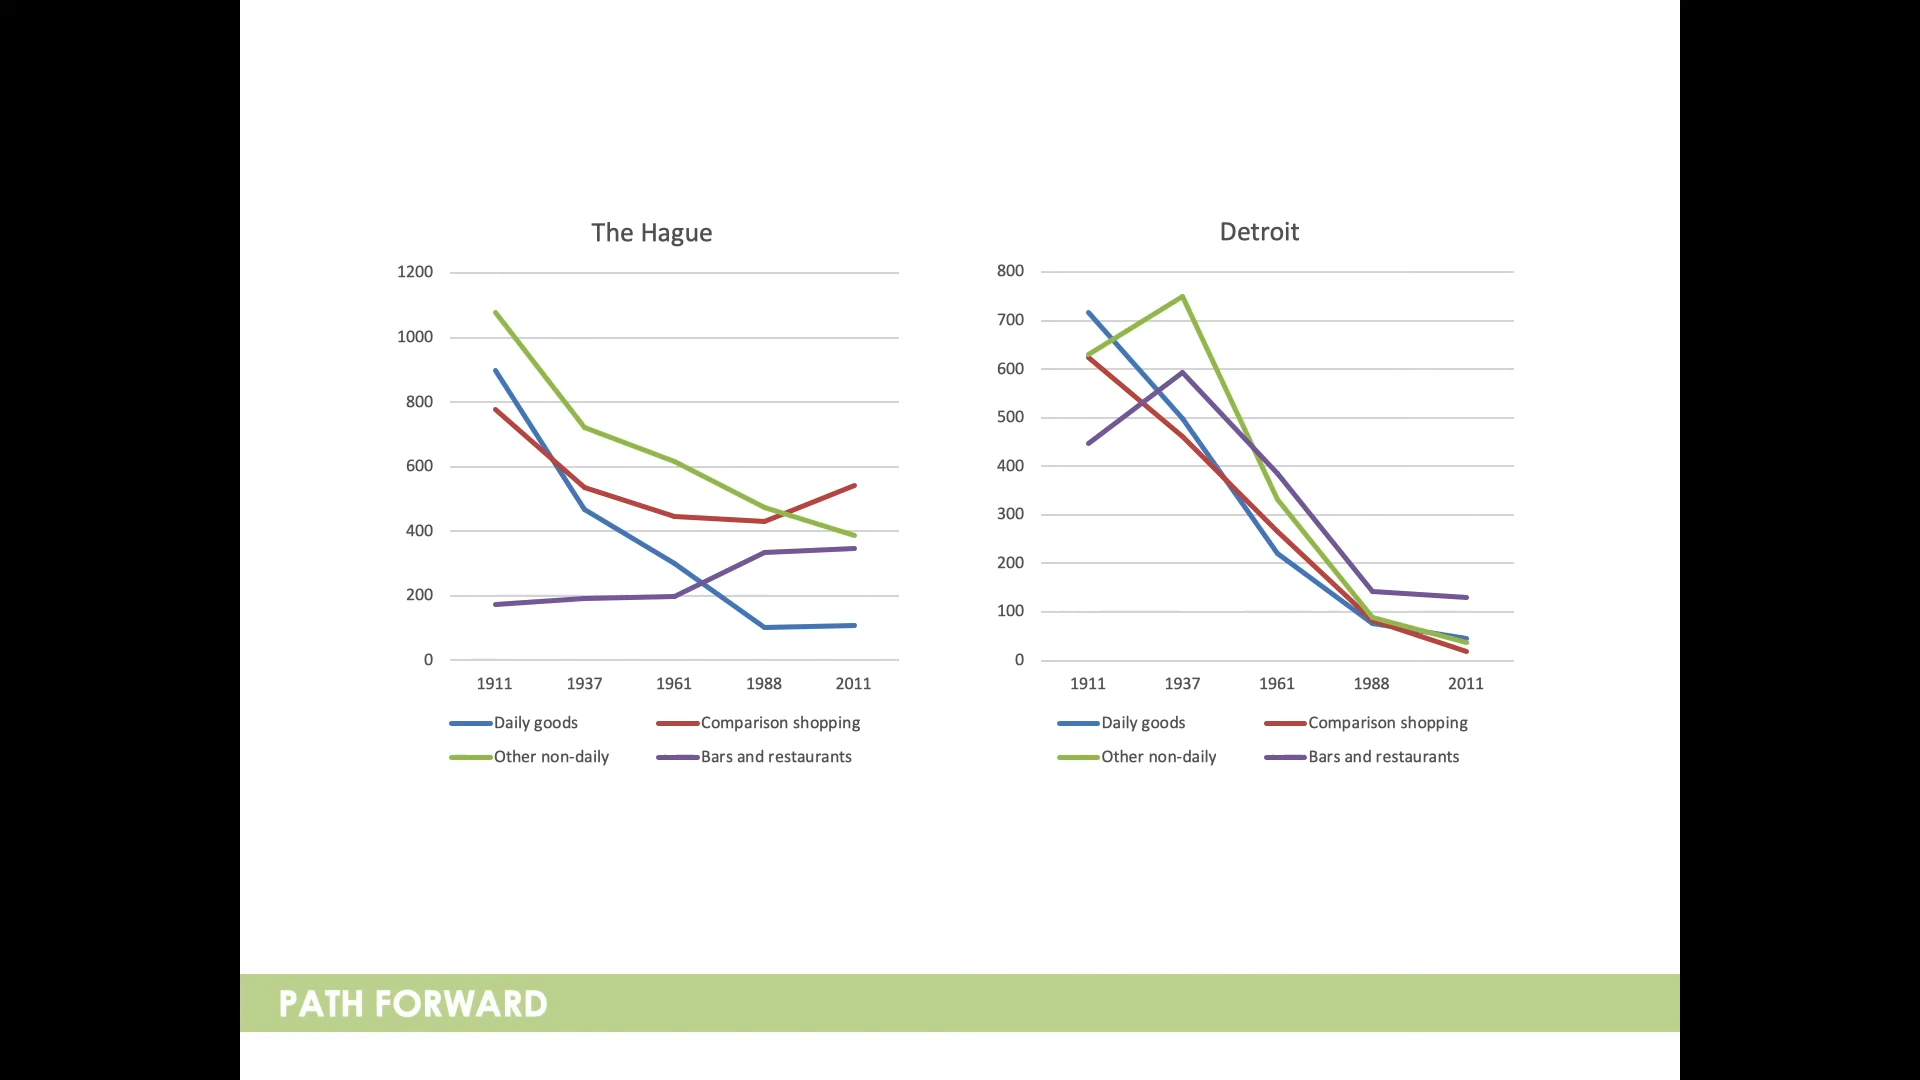 The Hague
1200
1000
800
600
400
200
0
1911 1937 1961 1988 2011
Daily goods Comparison shopping
Other non-daily Bars and restaurants
Detroit
800
700
600
500
400
300
200
100
0
1911 1937 1961 1988 2011
Daily goods Comparison shopping
Other non-daily Bars and restaurants
PATH FORWARD